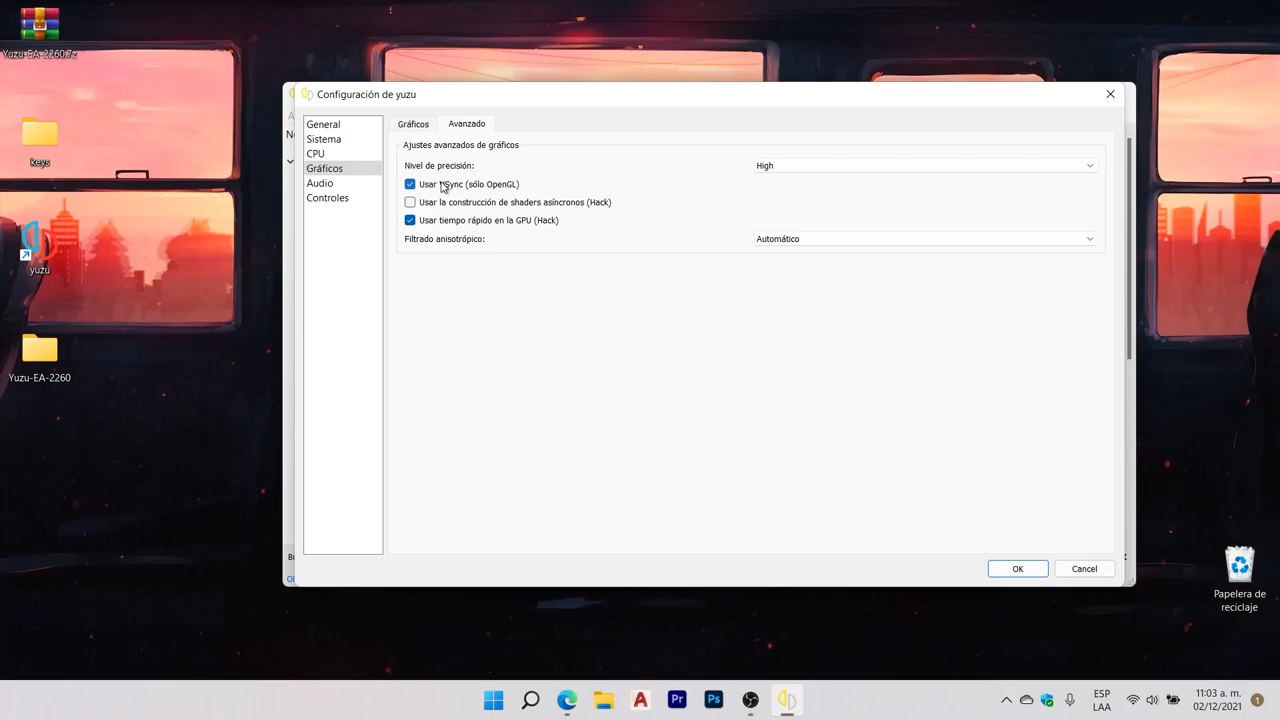 Yuzu-EA-2260.7z
keys
yuzu
Yuzu-EA-2260
Configuración de yuzu
General
Sistema
CPU
Gráficos
Audio
Controles
Gráficos
Avanzado
Ajustes avanzados de gráficos
Nivel de precisión:
High
Usar VSync (sólo OpenGL)
Usar la construcción de shaders asíncronos (Hack)
Usar tiempo rápido en la GPU (Hack)
Filtrado anisotrópico:
Automático
OK
Cancel
Papelera de
reciclaje
A
Pr
Ps
ESP
LAA
11:03 a. m.
02/12/2021
1